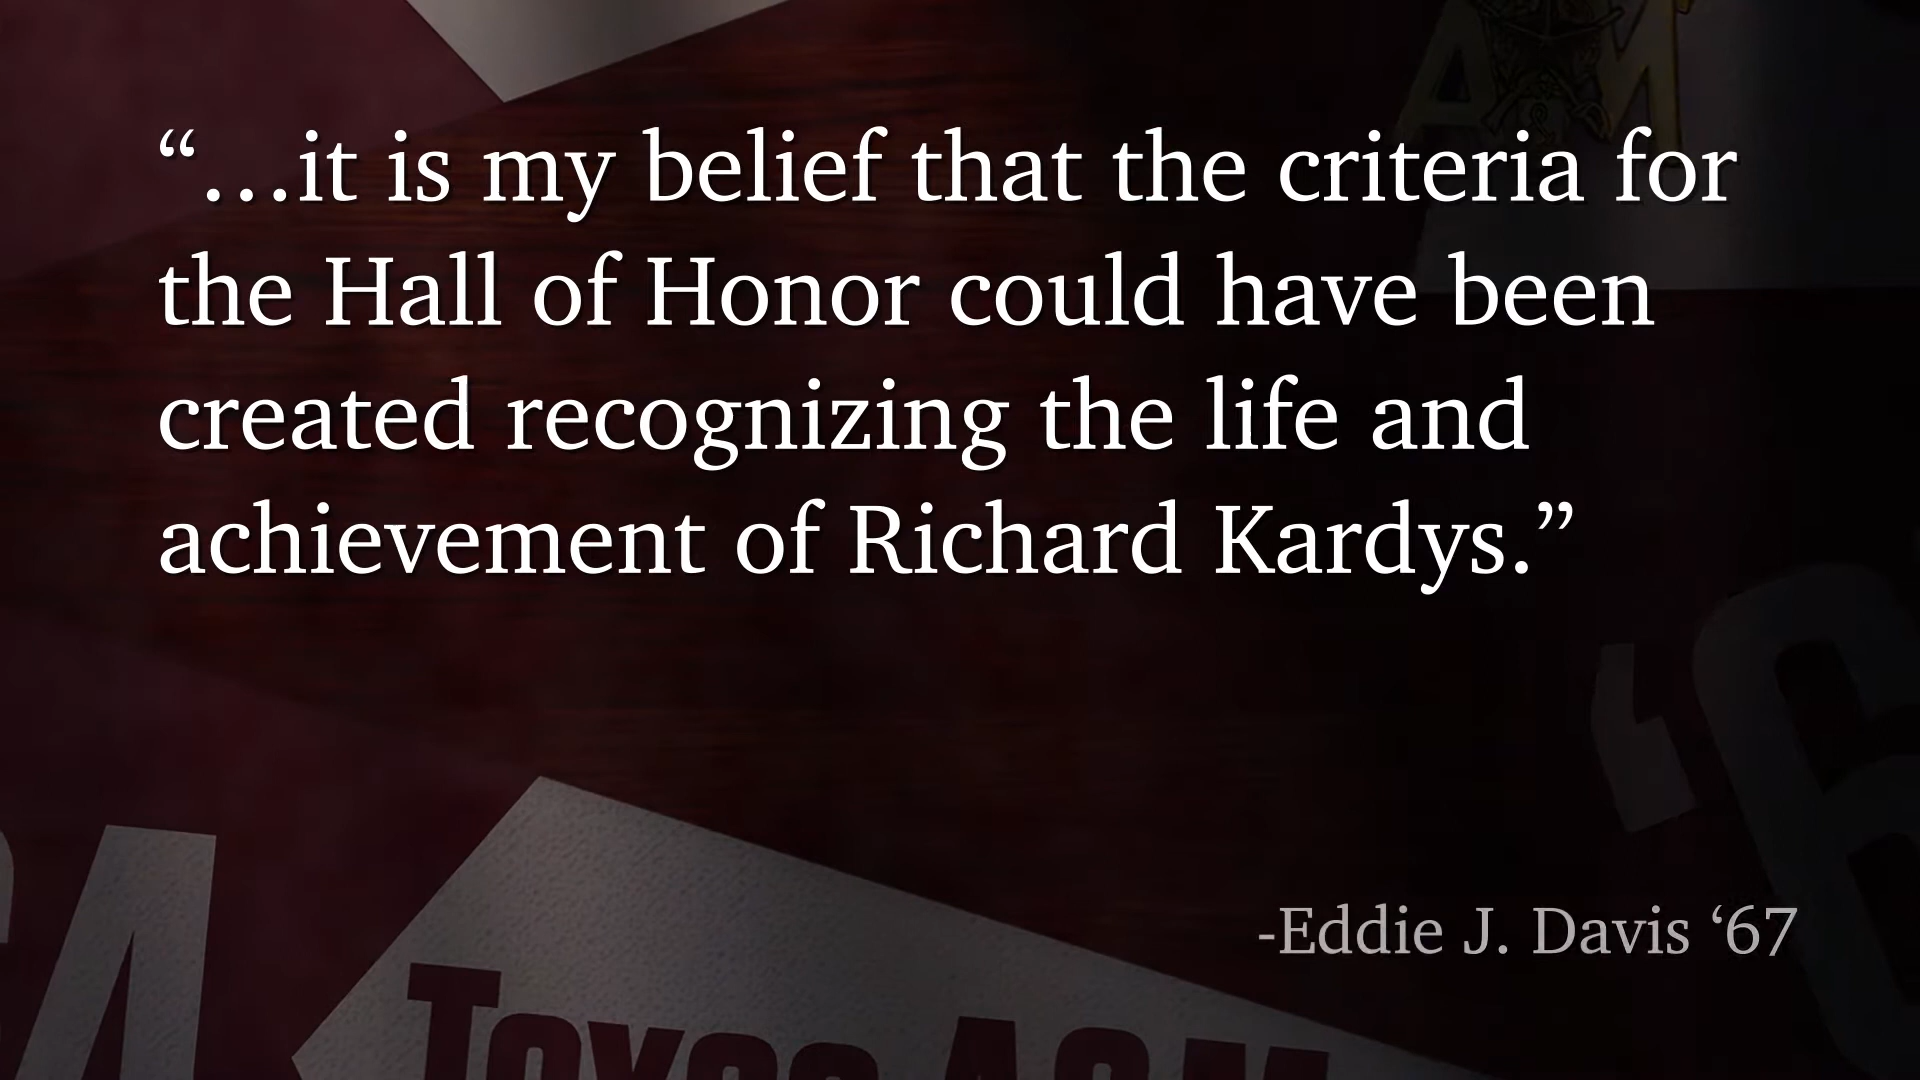 “…it is my belief that the criteria for
the Hall of Honor could have been
created recognizing the life and
achievement of Richard Kardys.”
-Eddie J. Davis ‘67